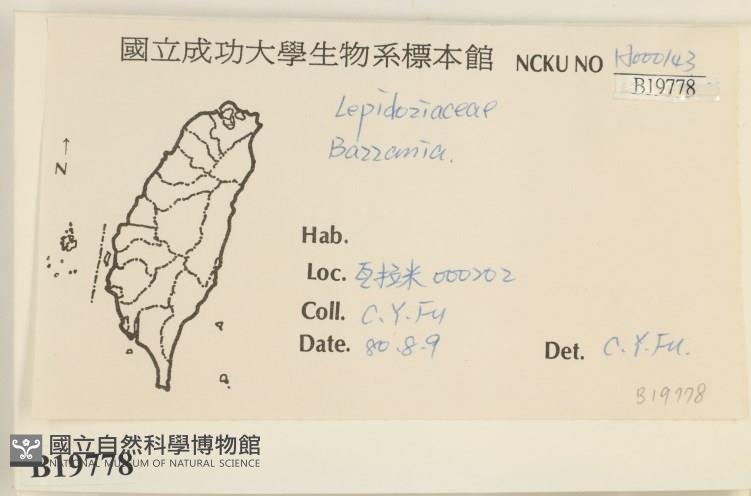 國立成功大學生物系標本館 NCKU NO H000143
B19778
Lepidoziaceae
Bazzania.
N
Hab.
Loc. 瓦拉米 000202
Coll. C.Y.Fu
Date. 80.8.9
Det. C.Y.Fu.
B19778
國立自然科學博物館
NATIONAL MUSEUM OF NATURAL SCIENCE
B19778